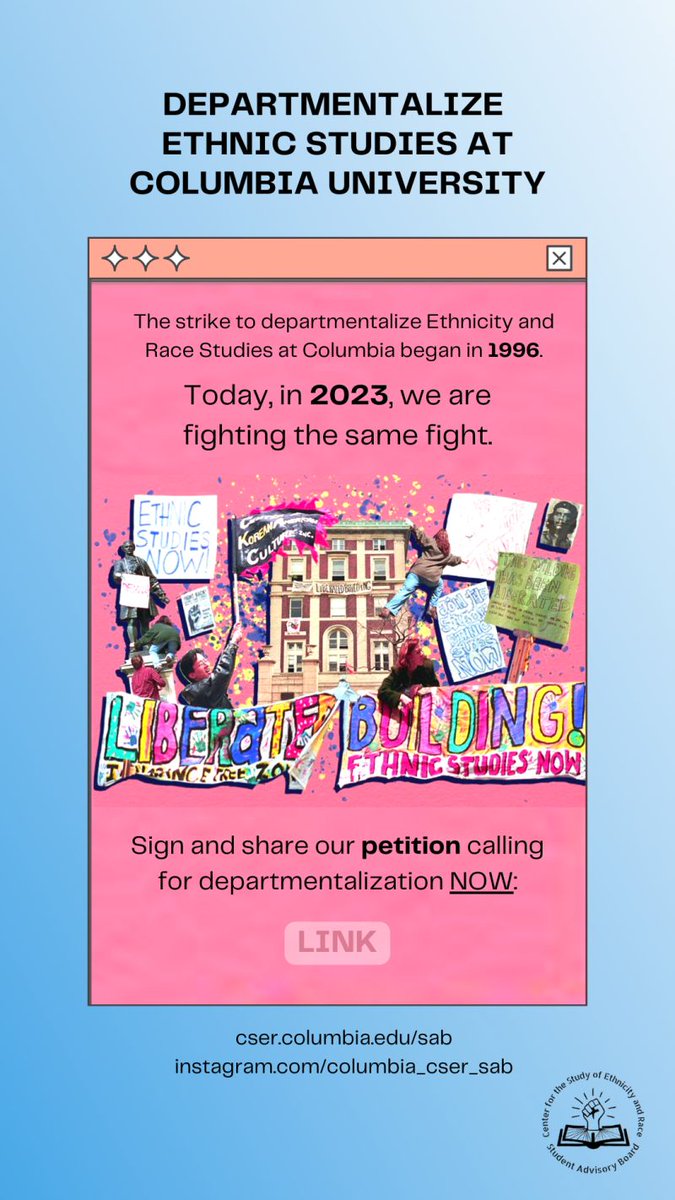 DEPARTMENTALIZE
ETHNIC STUDIES AT
COLUMBIA UNIVERSITY
The strike to departmentalize Ethnicity and
Race Studies at Columbia began in 1996.
Today, in 2023, we are
fighting the same fight.
ETHNIC
STUDIES
NOW!
KOREAN
CULTURE INC.
LIBERATED BUILDING
LIBERATED BUILDING!
ETHNIC STUDIES NOW
Sign and share our petition calling
for departmentalization NOW:
LINK
cser.columbia.edu/sab
instagram.com/columbia_cser_sab
Center for the Study of Ethnicity and Race
Student Advisory Board